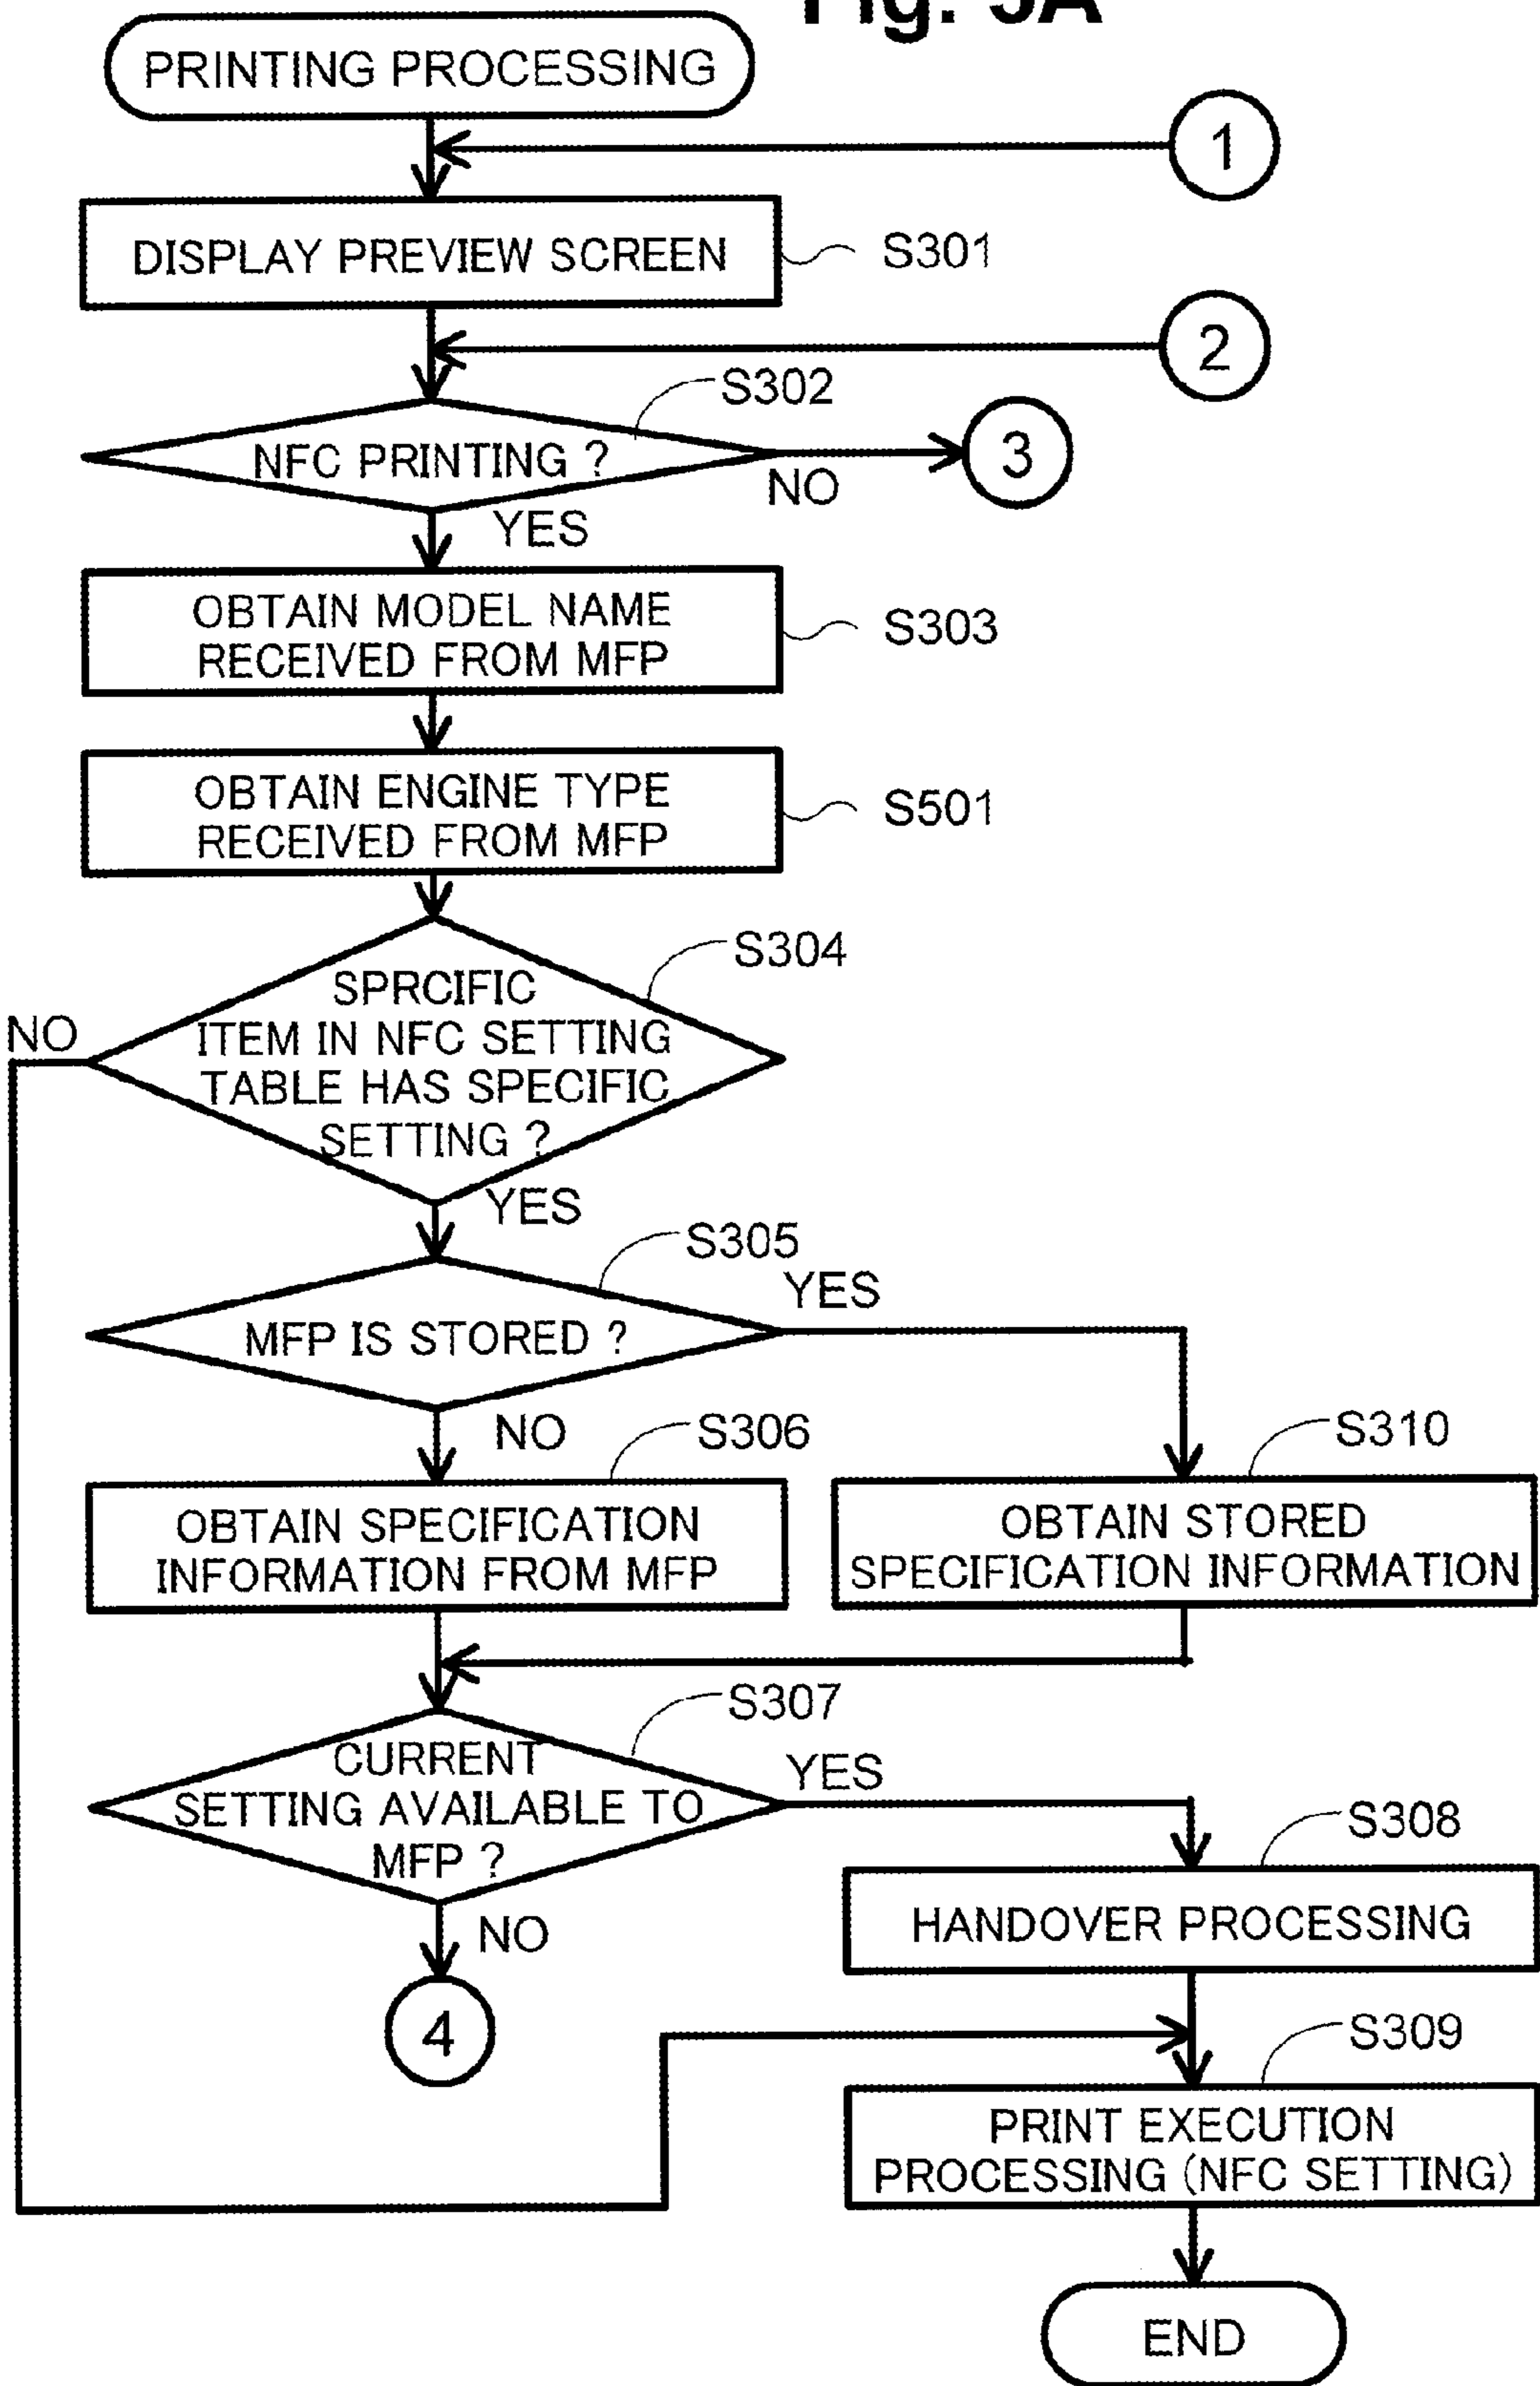 Fig. 5A
PRINTING PROCESSING
1
DISPLAY PREVIEW SCREEN
S301
2
S302
NFC PRINTING ?
NO
3
YES
OBTAIN MODEL NAME
RECEIVED FROM MFP
S303
OBTAIN ENGINE TYPE
RECEIVED FROM MFP
S501
S304
SPRCIFIC
ITEM IN NFC SETTING
TABLE HAS SPECIFIC
SETTING ?
NO
YES
S305
MFP IS STORED ?
YES
NO
S306
OBTAIN SPECIFICATION
INFORMATION FROM MFP
S310
OBTAIN STORED
SPECIFICATION INFORMATION
S307
CURRENT
SETTING AVAILABLE TO
MFP ?
YES
NO
4
S308
HANDOVER PROCESSING
S309
PRINT EXECUTION
PROCESSING (NFC SETTING)
END